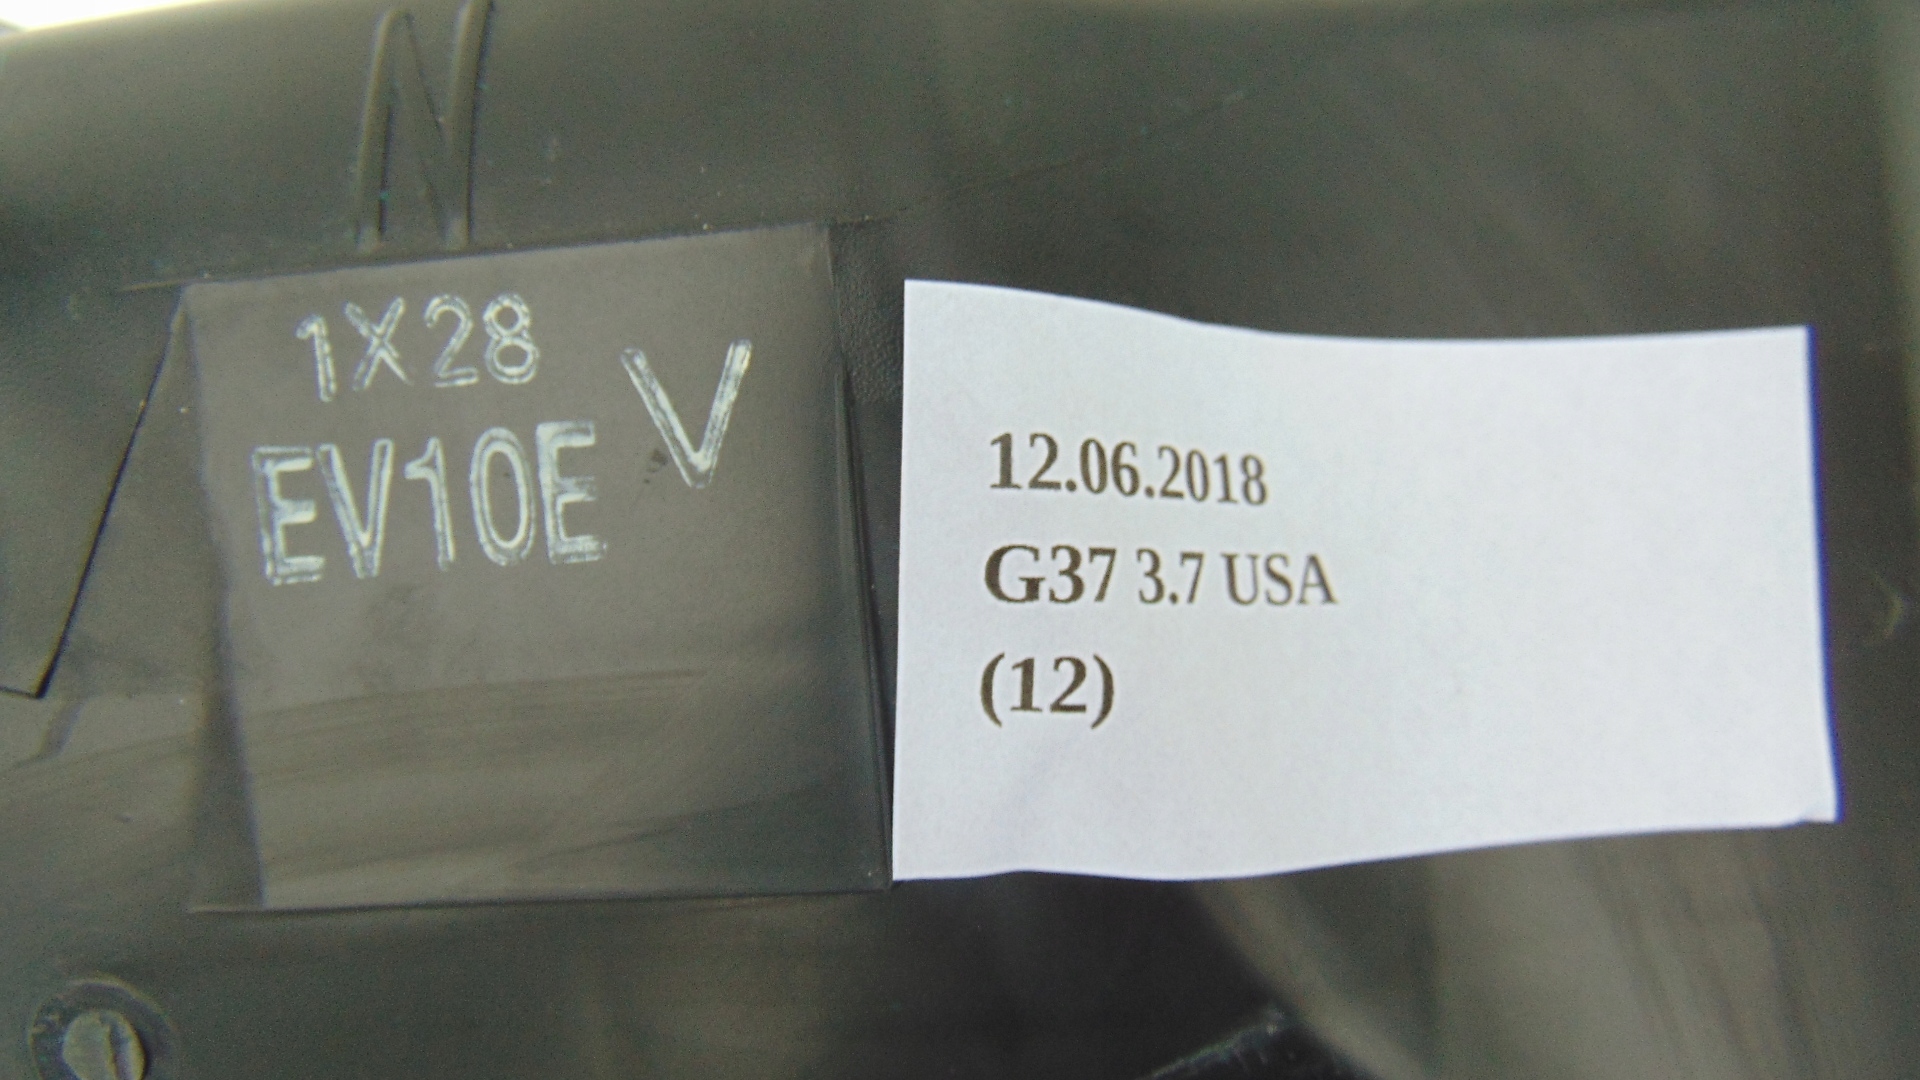 N
1X28
V
EV10E
12.06.2018
G37 3.7 USA
(12)